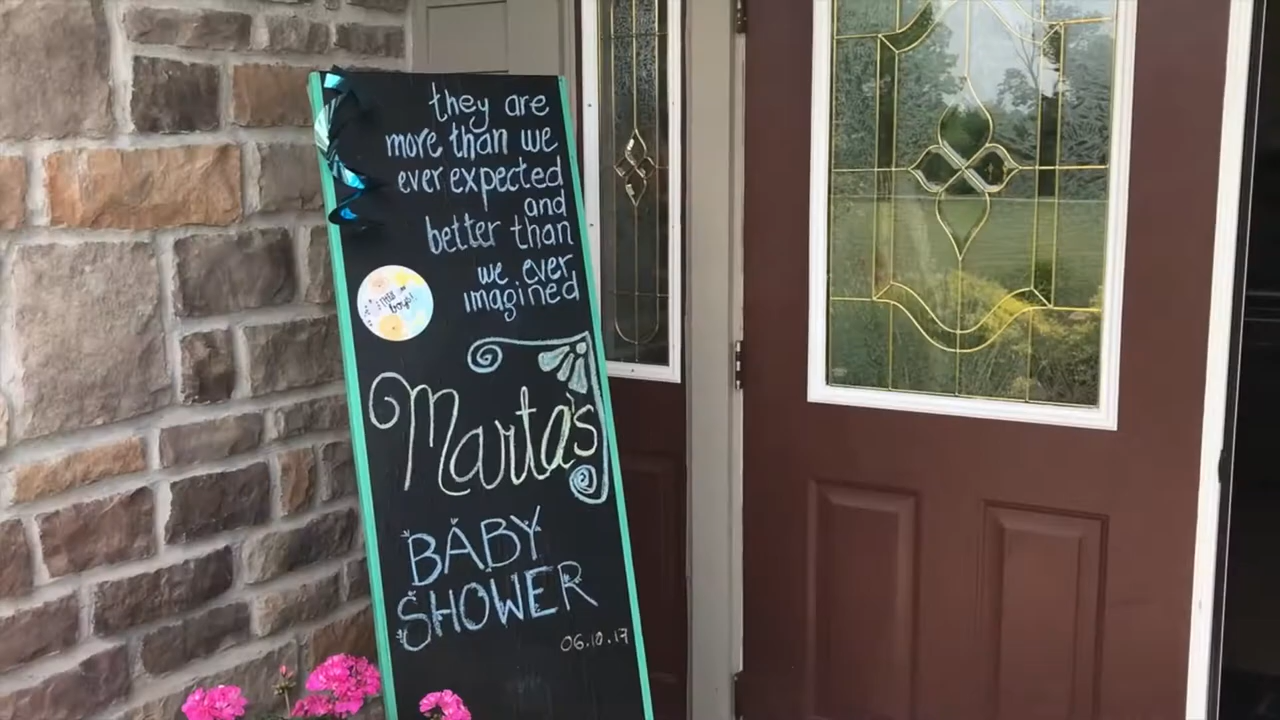 they are
more than we
ever expected
and
better than
we ever
imagined
boys!
Marta's
BABY
SHOWER
06.10.17